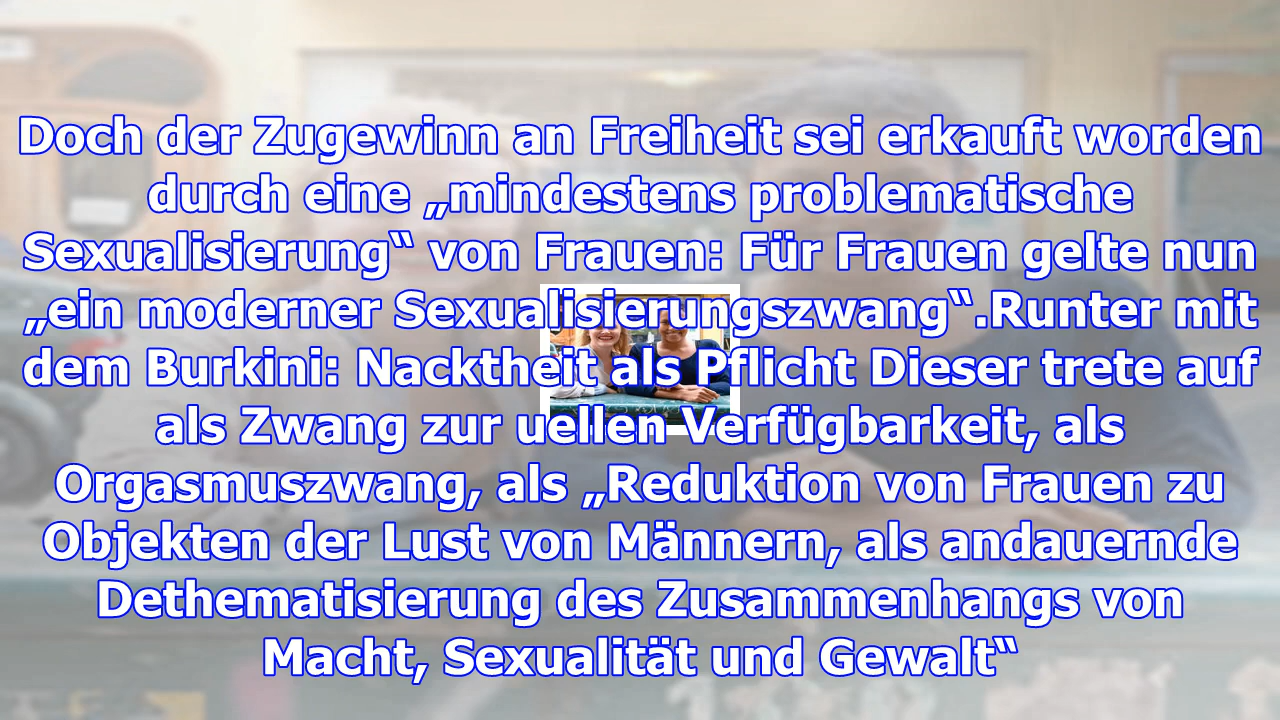 Doch der Zugewinn an Freiheit sei erkauft worden
durch eine „mindestens problematische
Sexualisierung“ von Frauen: Für Frauen gelte nun
„ein moderner Sexualisierungszwang“.Runter mit
dem Burkini: Nacktheit als Pflicht Dieser trete auf
als Zwang zur uellen Verfügbarkeit, als
Orgasmuszwang, als „Reduktion von Frauen zu
Objekten der Lust von Männern, als andauernde
Dethematisierung des Zusammenhangs von
Macht, Sexualität und Gewalt“